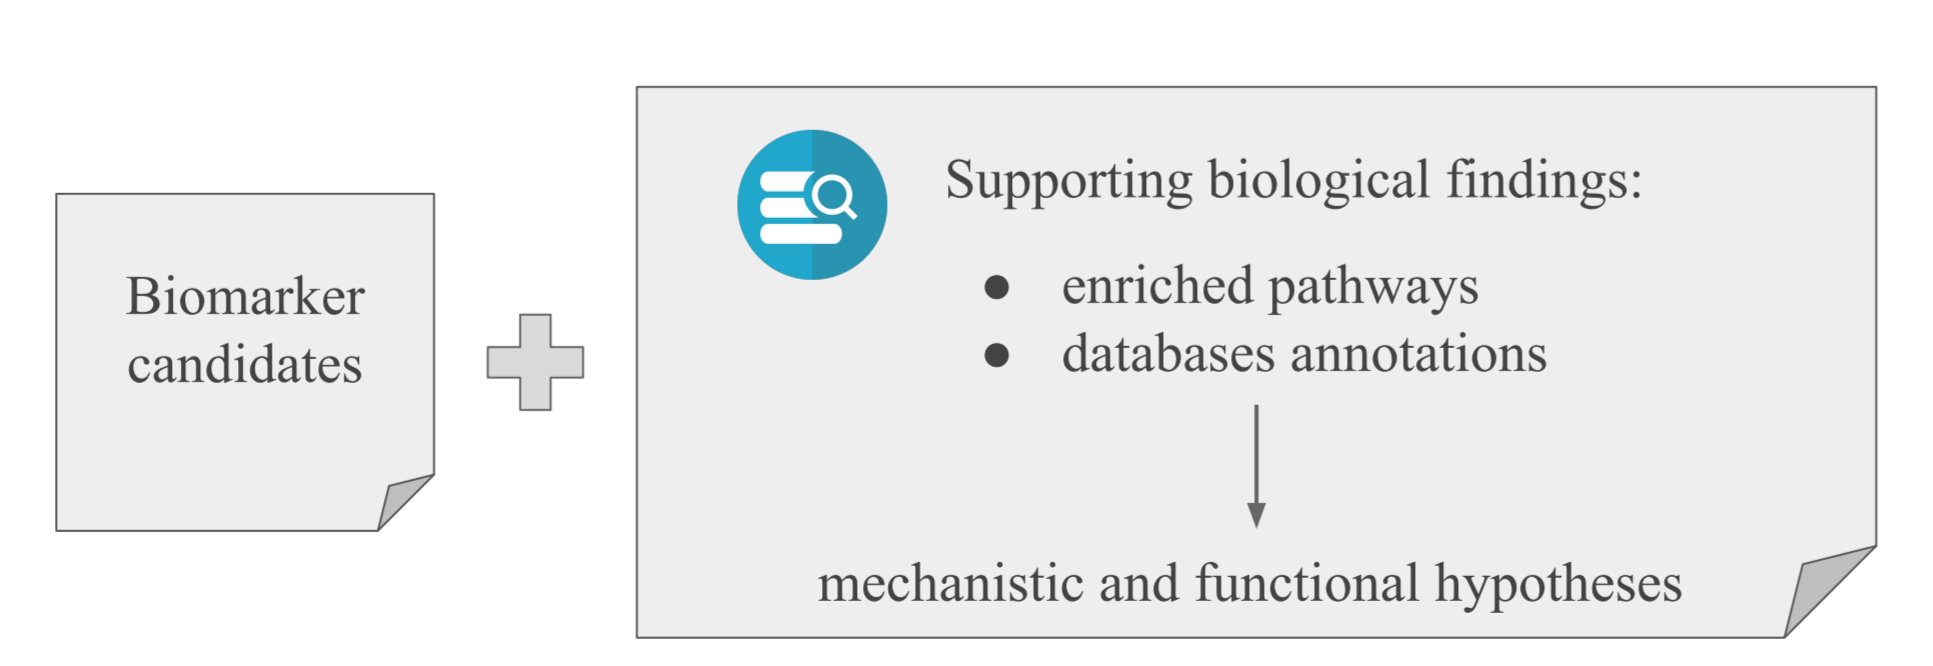 Biomarker
candidates
Supporting biological findings:
● enriched pathways
● databases annotations
mechanistic and functional hypotheses